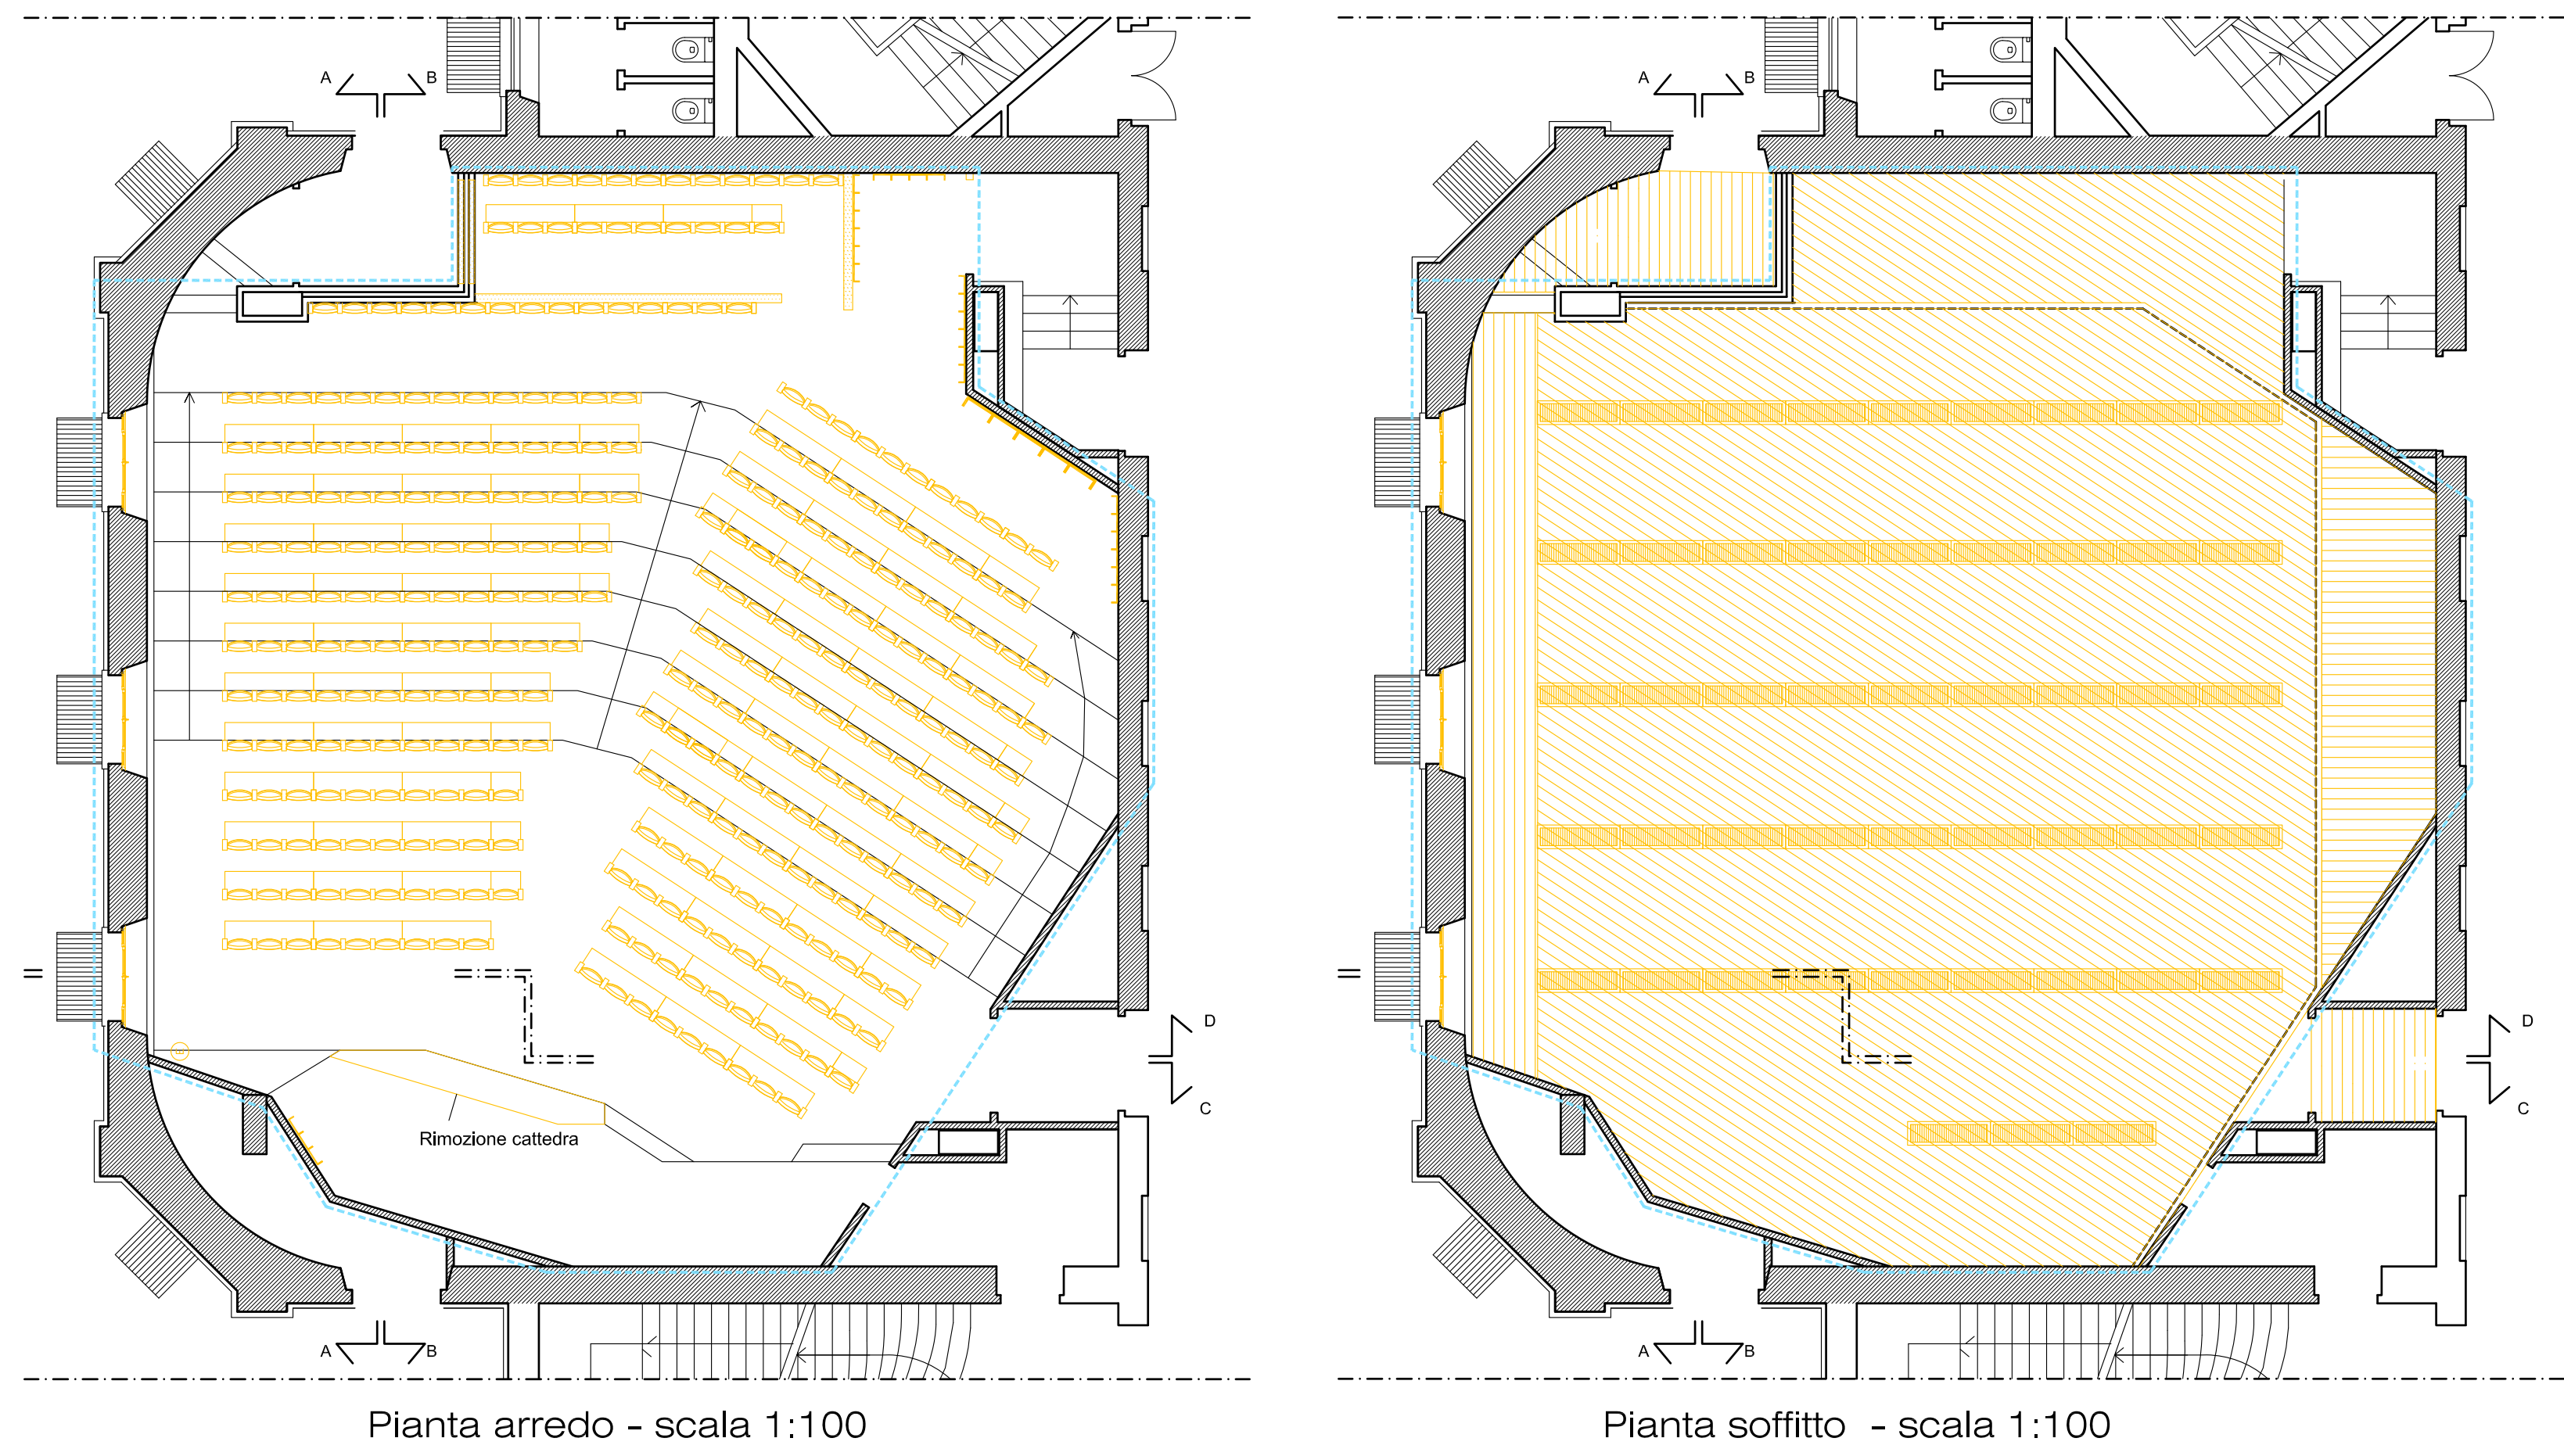 A B A B
D
C
D
C
Rimozione cattedra
A B A B
Pianta arredo - scala 1:100
Pianta soffitto - scala 1:100